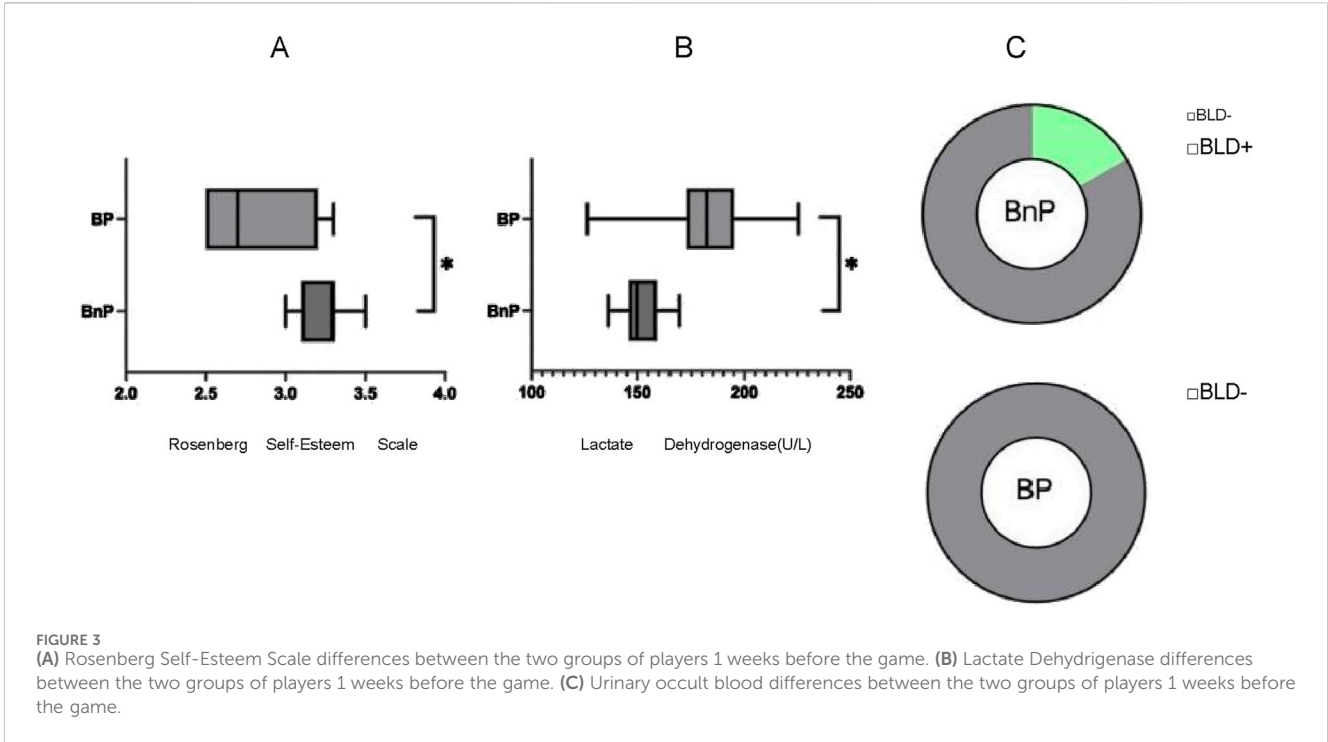 A
B
C
BP
BnP
*
2.0 2.5 3.0 3.5 4.0
Rosenberg Self-Esteem Scale
BP
BnP
*
100 150 200 250
Lactate Dehydrogenase(U/L)
BnP
□BLD-
□BLD+
BP
□BLD-
FIGURE 3
(A) Rosenberg Self-Esteem Scale differences between the two groups of players 1 weeks before the game. (B) Lactate Dehydrigenase differences
between the two groups of players 1 weeks before the game. (C) Urinary occult blood differences between the two groups of players 1 weeks before
the game.